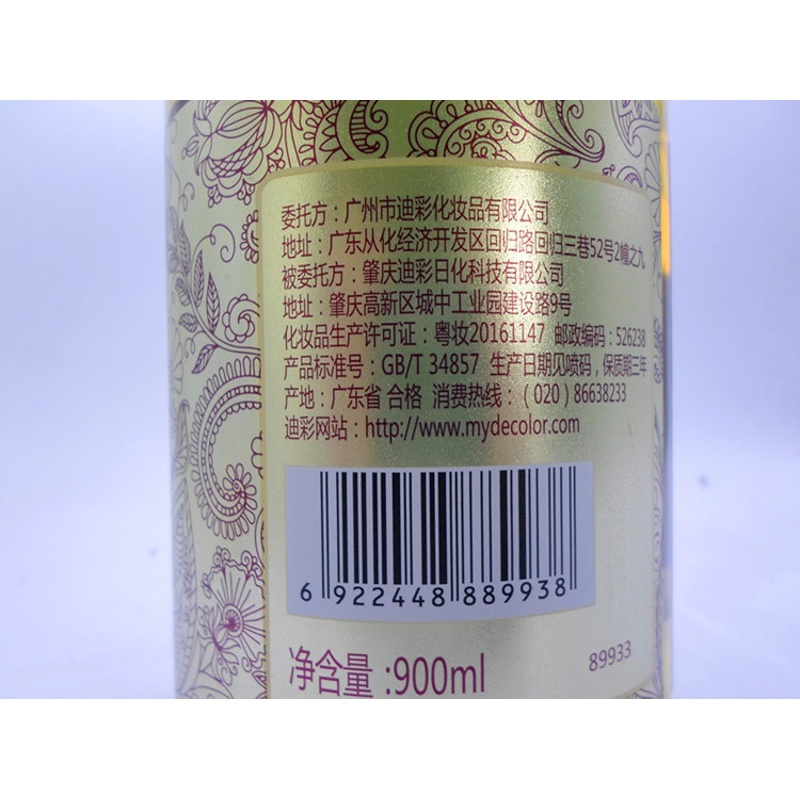 委托方：广州市迪彩化妆品有限公司
地址：广东从化经济开发区回归路回归三巷52号2幢之九
被委托方：肇庆迪彩日化科技有限公司
地址：肇庆高新区城中工业园建设路9号
化妆品生产许可证：粤妆20161147 邮政编码：526238
产品标准号：GB/T 34857 生产日期见喷码，保质期三年
产地：广东省 合格 消费热线：（020）86638233
迪彩网站：http://www.mydecolor.com
6 922448 889938
净含量:900ml
89933